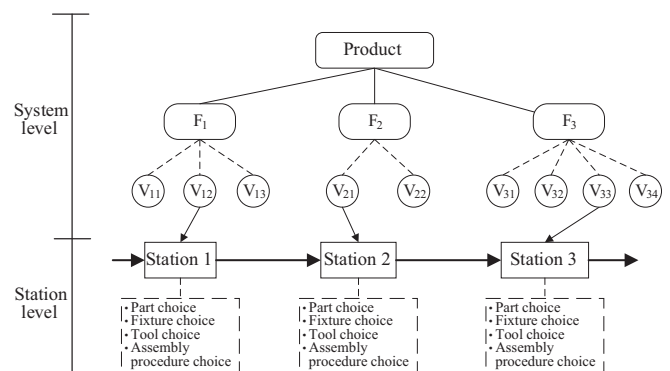 Product
System
level
F1
F2
F3
V11
V12
V13
V21
V22
V31
V32
V33
V34
Station 1
Station 2
Station 3
Station
level
· Part choice
· Fixture choice
· Tool choice
· Assembly
procedure choice
· Part choice
· Fixture choice
· Tool choice
· Assembly
procedure choice
· Part choice
· Fixture choice
· Tool choice
· Assembly
procedure choice